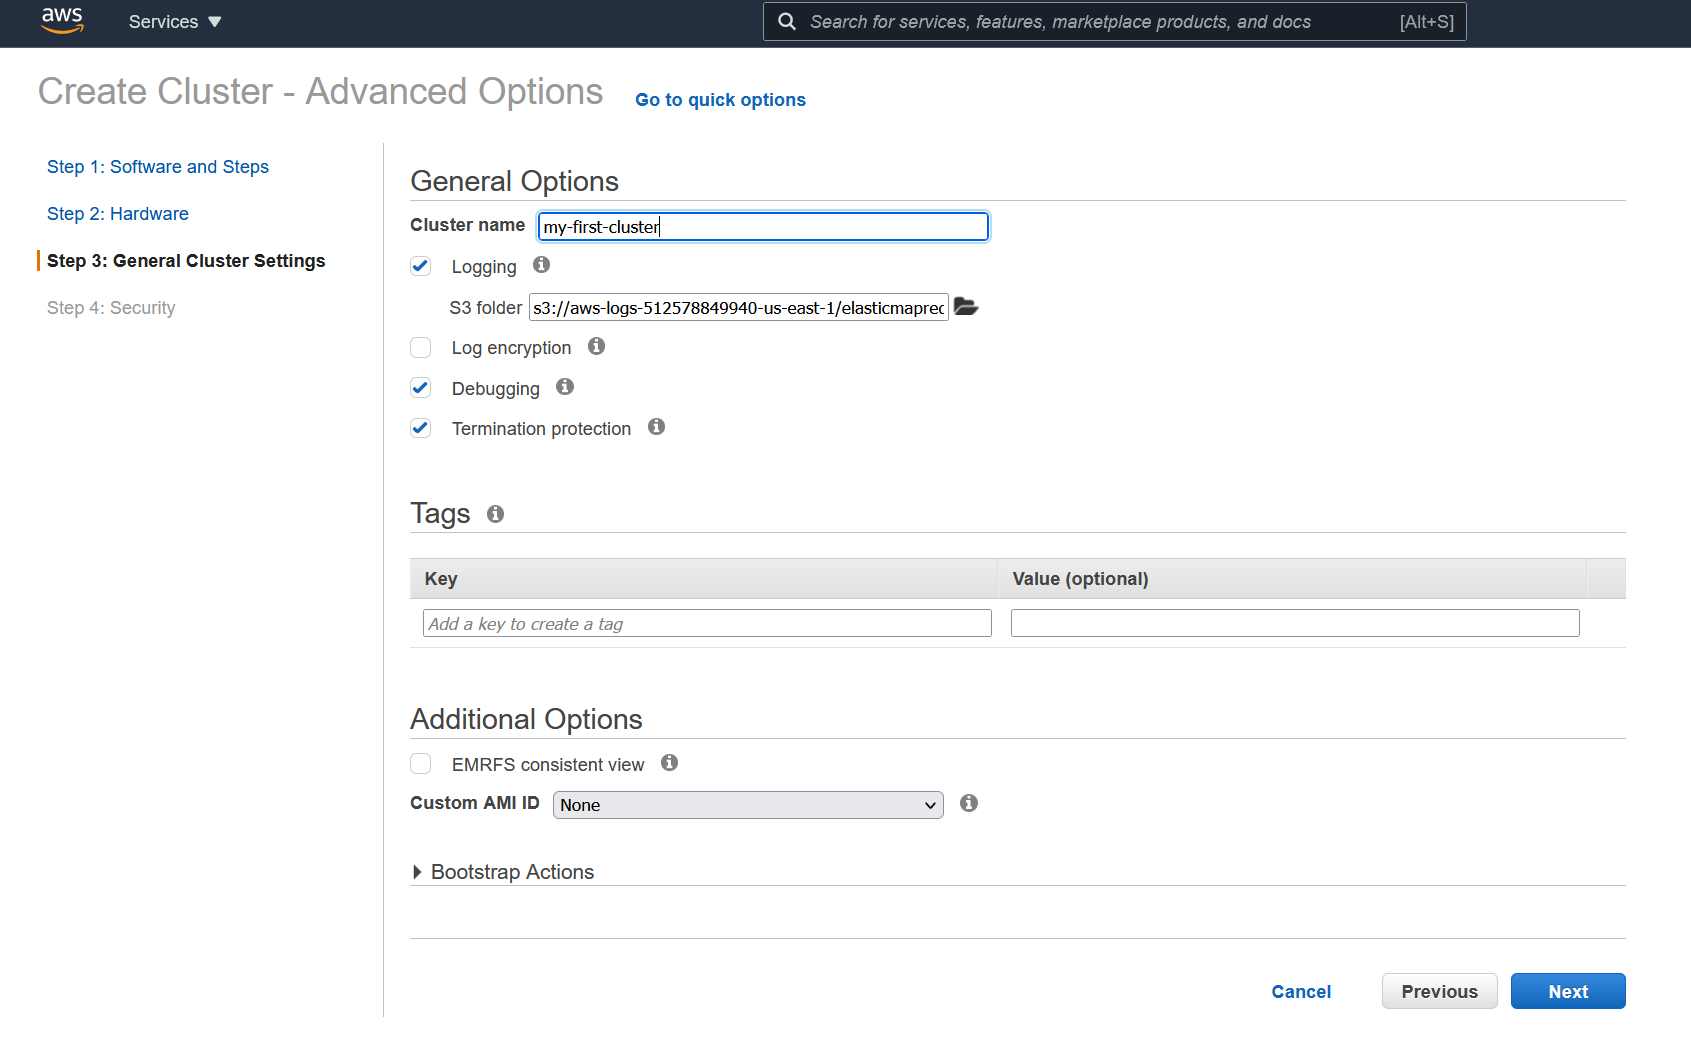 aws
Services
Search for services, features, marketplace products, and docs [Alt+S]
Create Cluster - Advanced Options Go to quick options
Step 1: Software and Steps
Step 2: Hardware
Step 3: General Cluster Settings
Step 4: Security
General Options
Cluster name my-first-cluster
Logging
S3 folder s3://aws-logs-512578849940-us-east-1/elasticmapred
Log encryption
Debugging
Termination protection
Tags
Key Value (optional)
Add a key to create a tag
Additional Options
EMRFS consistent view
Custom AMI ID None
Bootstrap Actions
Cancel Previous Next